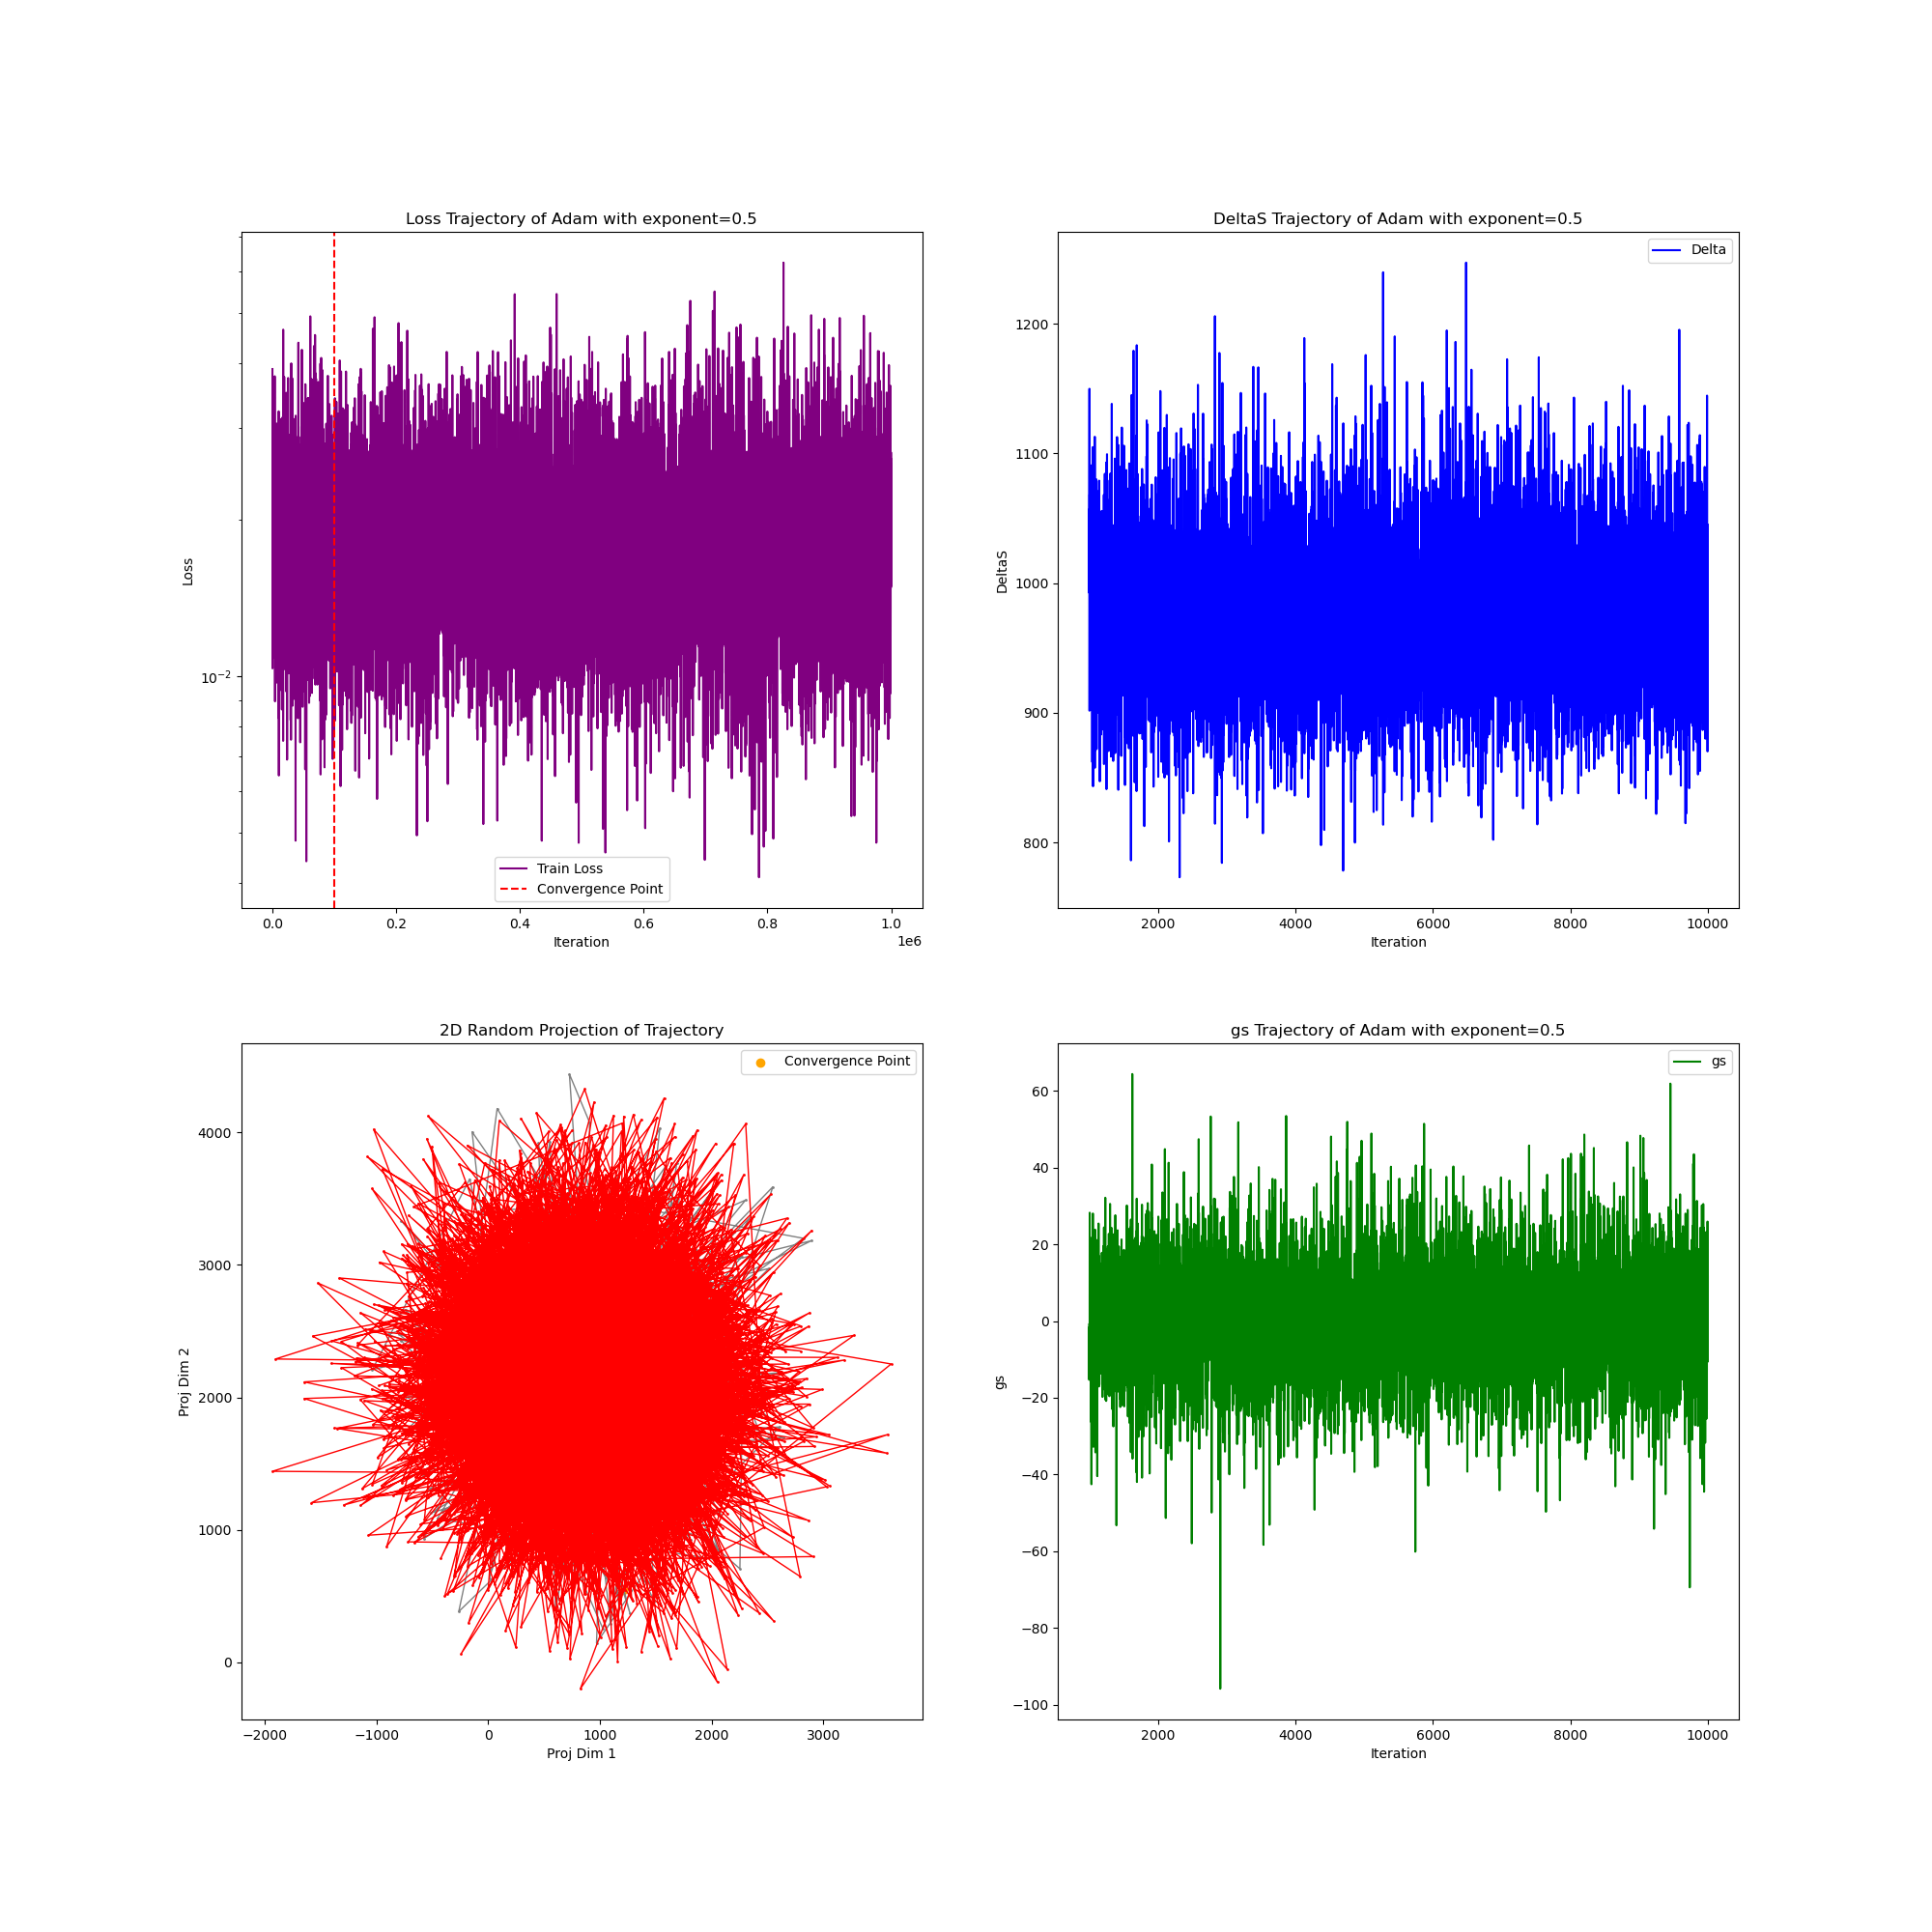 Loss Trajectory of Adam with exponent=0.5
Loss
10⁻²
Train Loss
Convergence Point
0.0 0.2 0.4 0.6 0.8 1.0
1e6
Iteration
DeltaS Trajectory of Adam with exponent=0.5
Delta
DeltaS
1200
1100
1000
900
800
2000 4000 6000 8000 10000
Iteration
2D Random Projection of Trajectory
Convergence Point
Proj Dim 2
4000
3000
2000
1000
0
−2000 −1000 0 1000 2000 3000
Proj Dim 1
gs Trajectory of Adam with exponent=0.5
gs
gs
60
40
20
0
−20
−40
−60
−80
−100
2000 4000 6000 8000 10000
Iteration